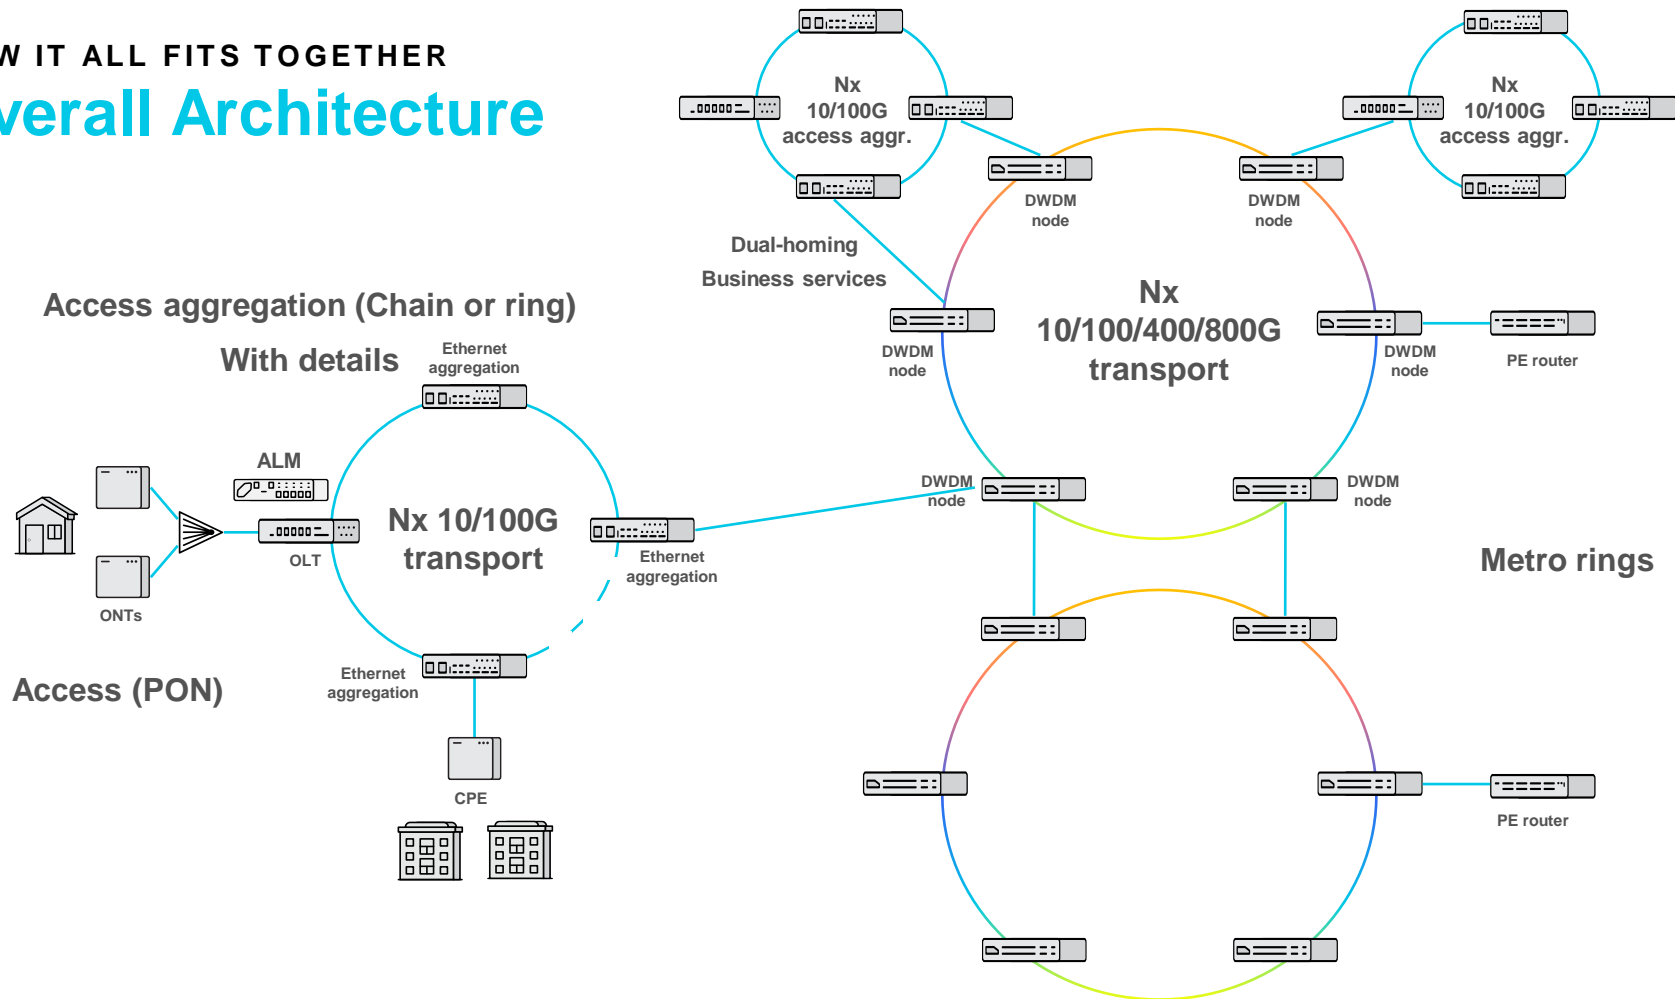 W IT ALL FITS TOGETHER
verall Architecture
Nx
10/100G
access aggr.
Nx
10/100G
access aggr.
DWDM
node
DWDM
node
Dual-homing
Business services
Nx
10/100/400/800G
transport
DWDM
node
DWDM
node
PE router
Access aggregation (Chain or ring)
With details
Ethernet
aggregation
ALM
Nx 10/100G
transport
OLT
ONTs
Ethernet
aggregation
DWDM
node
DWDM
node
Metro rings
Access (PON)
Ethernet
aggregation
CPE
PE router